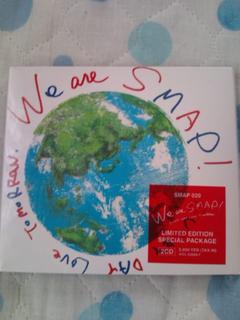 We are SMAP!
TOMORROW.
LOVE
DAY
SMAP 020
We are SMAP!
LIMITED EDITION
SPECIAL PACKAGE
2CD